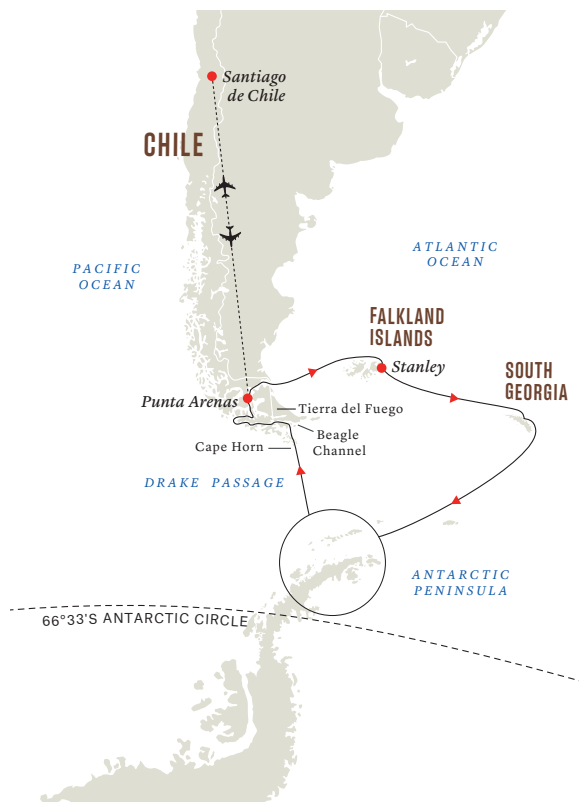 Santiago
de Chile
CHILE
ATLANTIC
OCEAN
PACIFIC
OCEAN
FALKLAND
ISLANDS
Stanley
SOUTH
GEORGIA
Punta Arenas
Tierra del Fuego
Beagle
Channel
Cape Horn
DRAKE PASSAGE
ANTARCTIC
PENINSULA
66°33'S ANTARCTIC CIRCLE